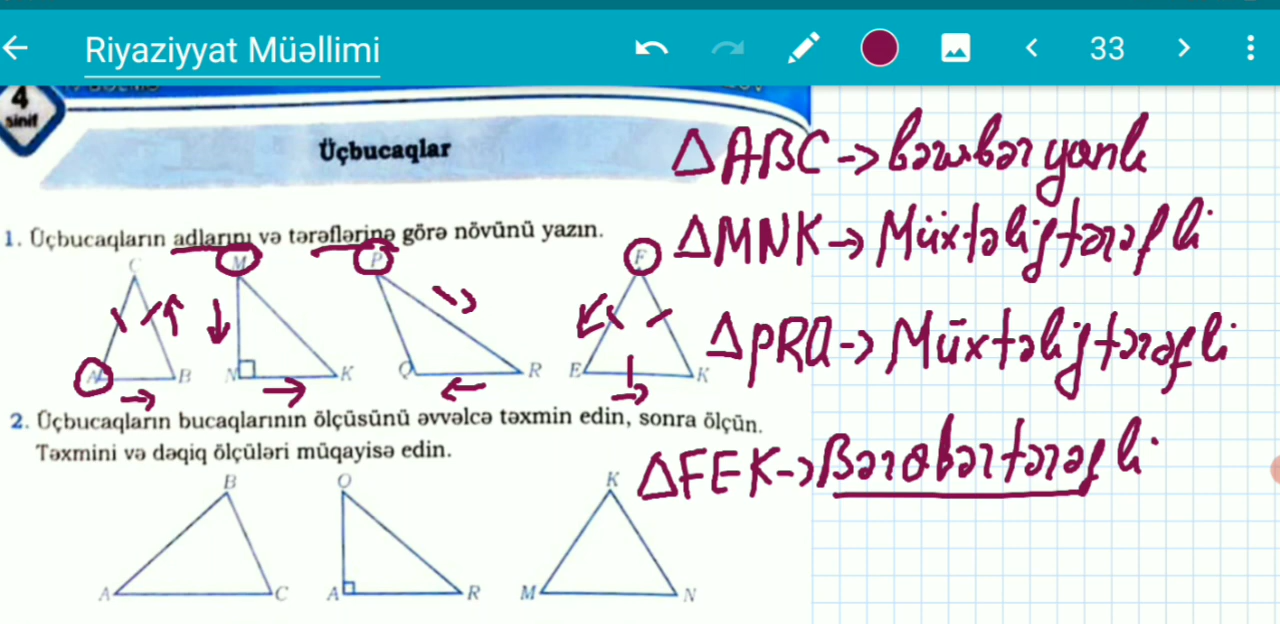 Riyaziyyat Müəllimi
33
4
sinif
Üçbucaqlar
1. Üçbucaqların adlarını və tərəflərinə görə növünü yazın.
C M P F
A B N K Q R E K
2. Üçbucaqların bucaqlarının ölçüsünü əvvəlcə təxmin edin, sonra ölçün.
Təxmini və dəqiq ölçüləri müqayisə edin.
B O K
A C A R M N
ΔABC→bərabəryanlı
ΔMNK→Müxtəliftərəfli
ΔPRQ→Müxtəliftərəfli
ΔFEK→Bərabərtərəfli